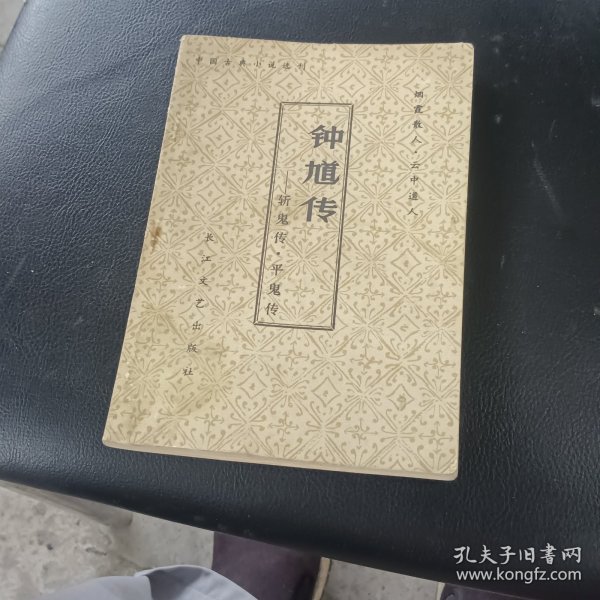 中国古典小说选刊
烟霞散人·云中道人
钟馗传
——斩鬼传·平鬼传
长江文艺出版社
孔夫子旧书网
www.kongfz.com